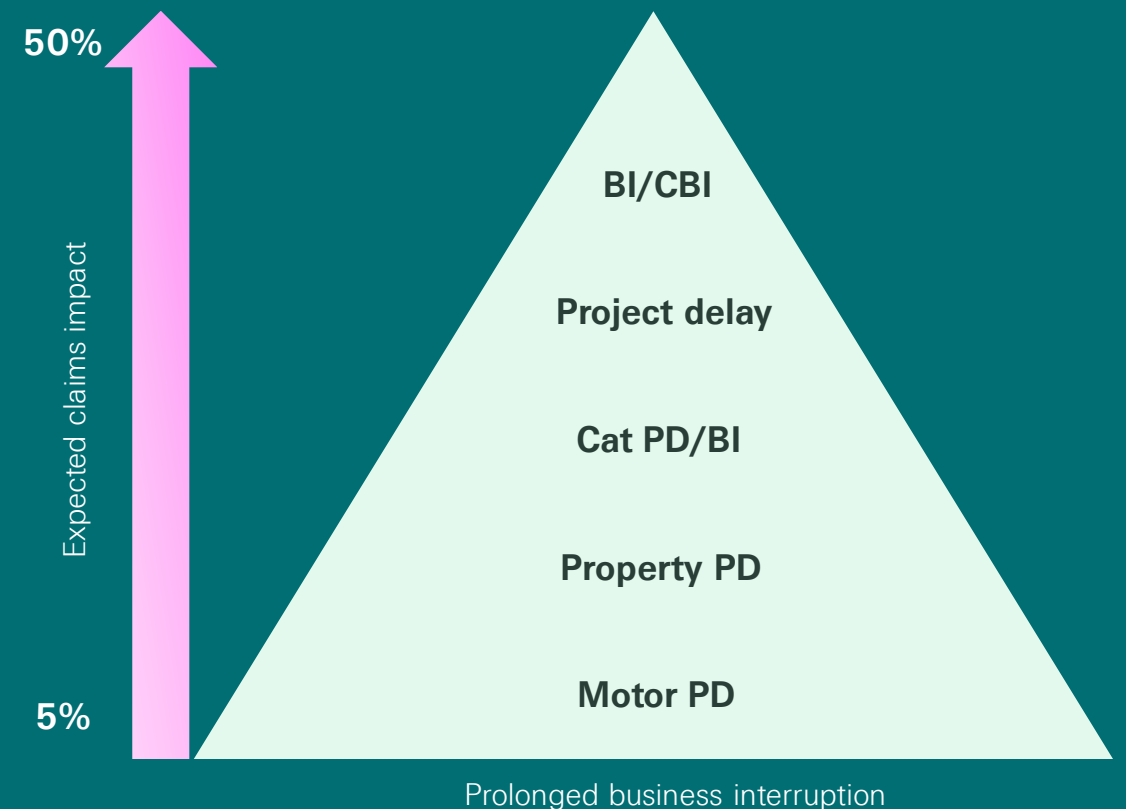 50%
BI/CBI
Project delay
Expected claims impact
Cat PD/BI
Property PD
Motor PD
5%
Prolonged business interruption